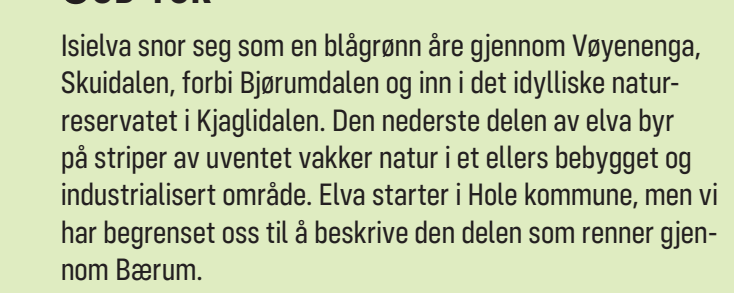 Isielva snor seg som en blågrønn åre gjennom Vøyenenga,
Skuidalen, forbi Bjørumdalen og inn i det idylliske natur-
reservatet i Kjaglidalen. Den nederste delen av elva byr
på striper av uventet vakker natur i et ellers bebygget og
industrialisert område. Elva starter i Hole kommune, men vi
har begrenset oss til å beskrive den delen som renner gjen-
nom Bærum.